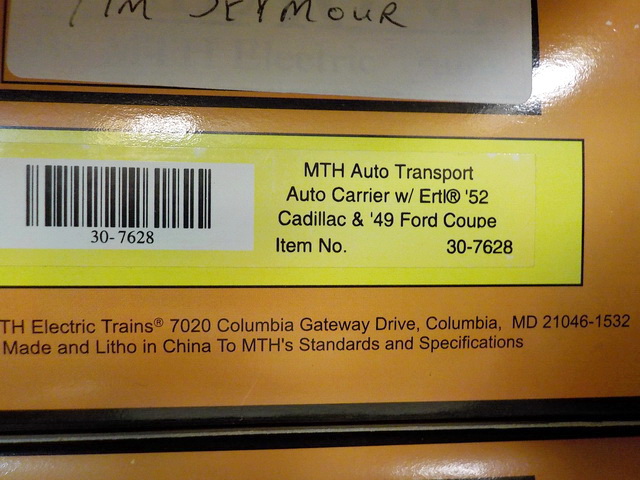 TIM SEYMOUR
30-7628
MTH Auto Transport
Auto Carrier w/ Ertl® '52
Cadillac & '49 Ford Coupe
Item No. 30-7628
TH Electric Trains® 7020 Columbia Gateway Drive, Columbia, MD 21046-1532
Made and Litho in China To MTH's Standards and Specifications